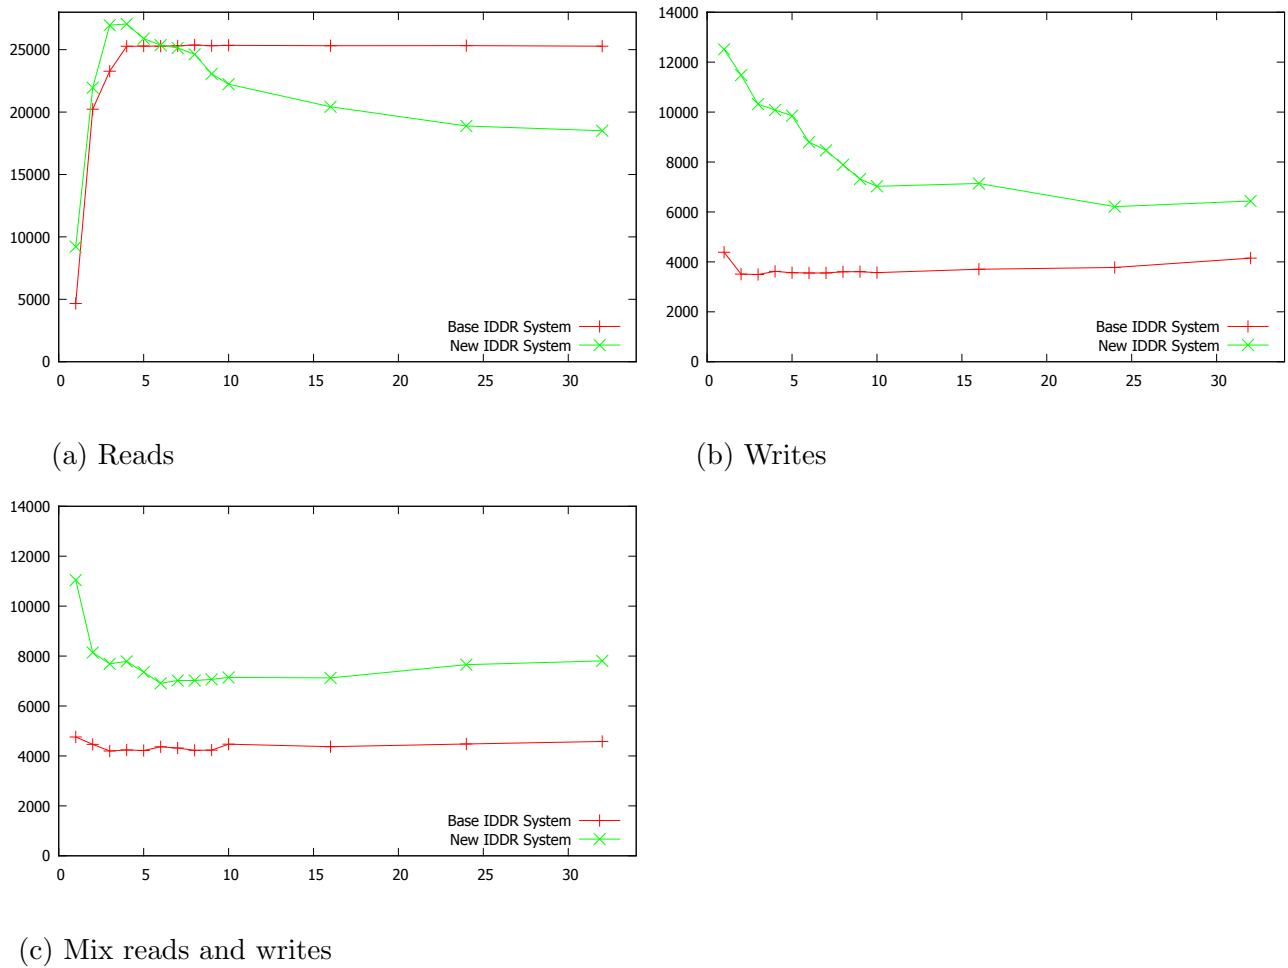 25000
20000
15000
10000
5000
0
0 5 10 15 20 25 30
Base IDDR System
New IDDR System
(a) Reads
14000
12000
10000
8000
6000
4000
2000
0
0 5 10 15 20 25 30
Base IDDR System
New IDDR System
(b) Writes
14000
12000
10000
8000
6000
4000
2000
0
0 5 10 15 20 25 30
Base IDDR System
New IDDR System
(c) Mix reads and writes